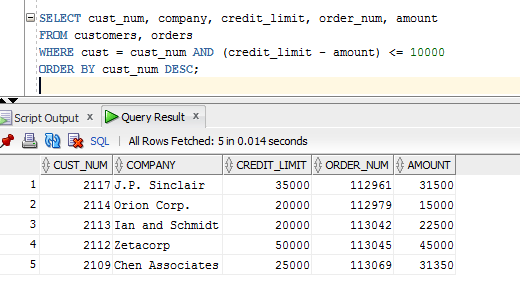 SELECT cust_num, company, credit_limit, order_num, amount
FROM customers, orders
WHERE cust = cust_num AND (credit_limit - amount) <= 10000
ORDER BY cust_num DESC;
Script Output x Query Result x
SQL | All Rows Fetched: 5 in 0.014 seconds
CUST_NUM COMPANY CREDIT_LIMIT ORDER_NUM AMOUNT
1 2117 J.P. Sinclair 35000 112961 31500
2 2114 Orion Corp. 20000 112979 15000
3 2113 Ian and Schmidt 20000 113042 22500
4 2112 Zetacorp 50000 113045 45000
5 2109 Chen Associates 25000 113069 31350